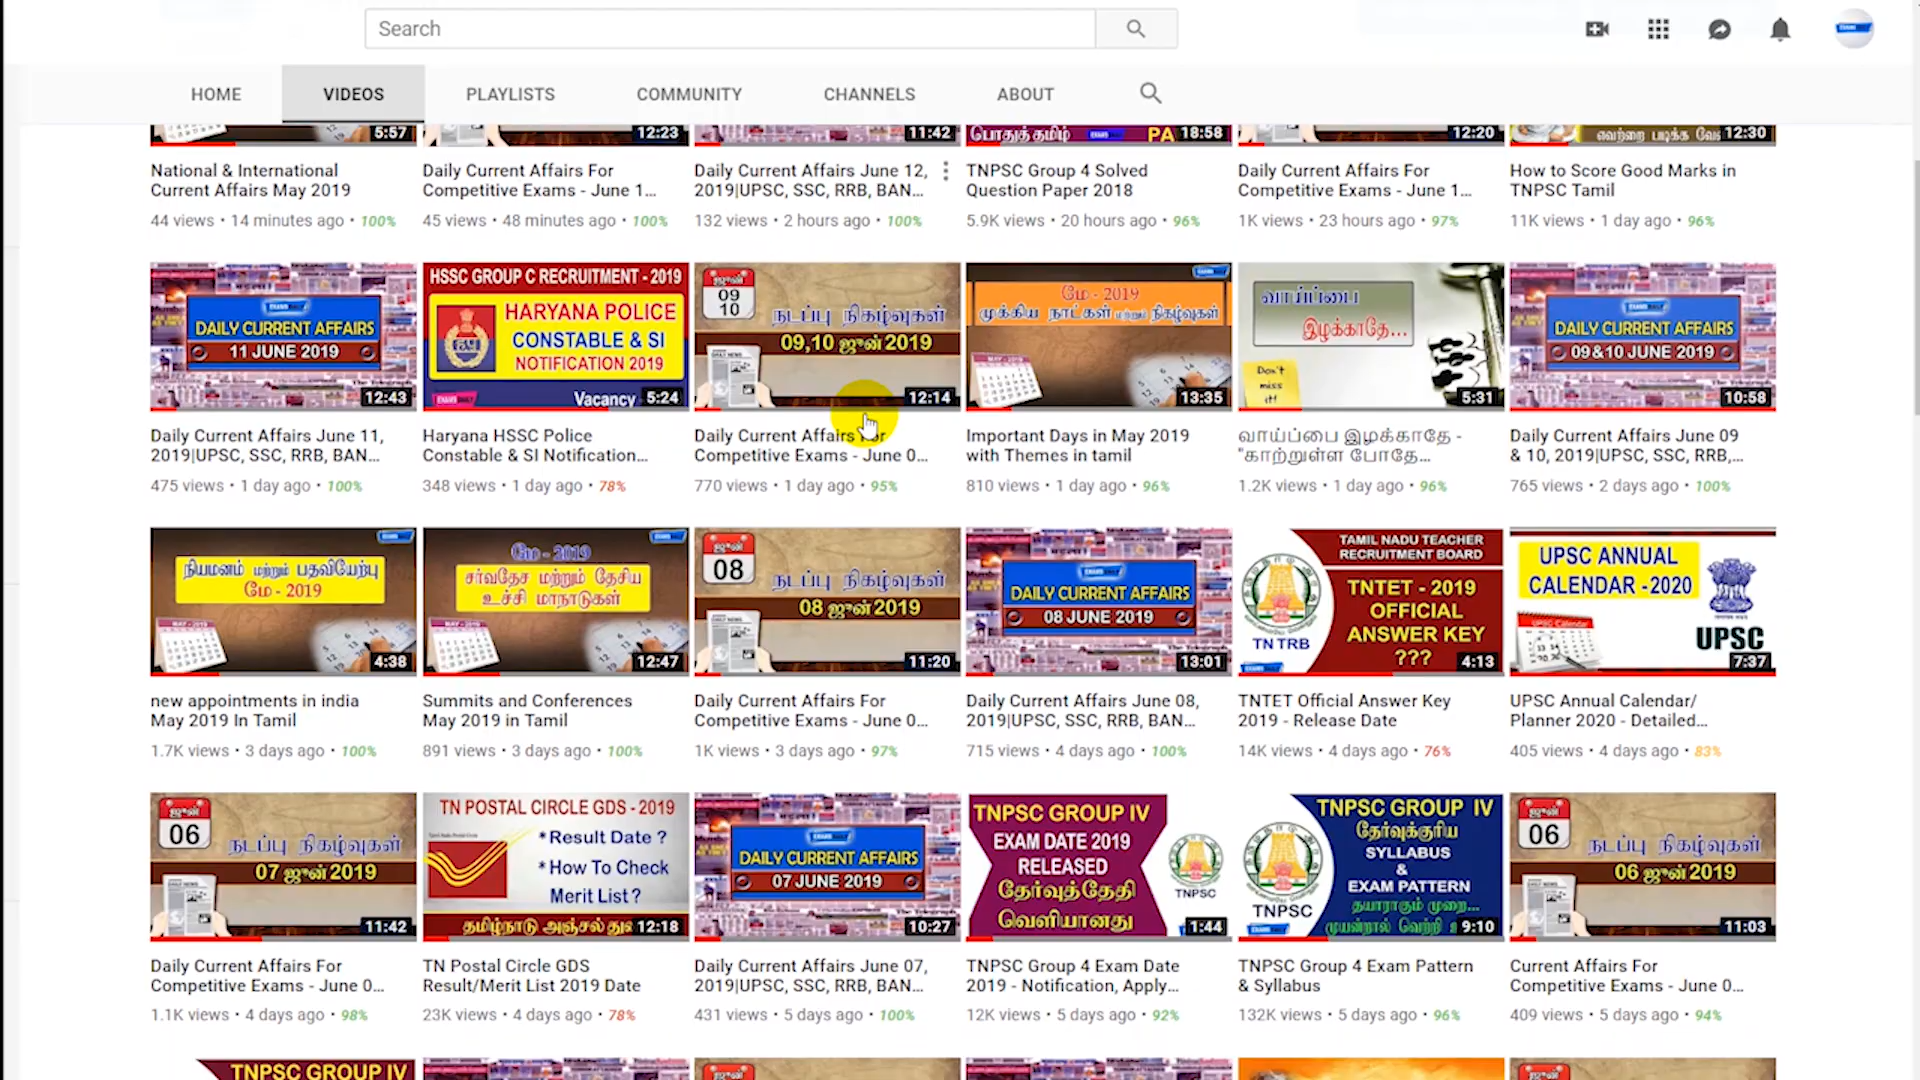 Search
HOME
VIDEOS
PLAYLISTS
COMMUNITY
CHANNELS
ABOUT
5:57
12:23
11:42
பொதுத் தமிழ்
PA 18:58
12:20
எவற்றை படிக்க
12:30
National & International
Current Affairs May 2019
44 views • 14 minutes ago • 100%
Daily Current Affairs For
Competitive Exams - June 1...
45 views • 48 minutes ago • 100%
Daily Current Affairs June 12,
2019|UPSC, SSC, RRB, BAN...
132 views • 2 hours ago • 100%
TNPSC Group 4 Solved
Question Paper 2018
5.9K views • 20 hours ago • 96%
Daily Current Affairs For
Competitive Exams - June 1...
1K views • 23 hours ago • 97%
How to Score Good Marks in
TNPSC Tamil
11K views • 1 day ago • 96%
DAILY CURRENT AFFAIRS
11 JUNE 2019
12:43
HSSC GROUP C RECRUITMENT - 2019
HARYANA POLICE
CONSTABLE & SI
NOTIFICATION 2019
Vacancy
5:24
ஜூன்
09
10
நடப்பு நிகழ்வுகள்
09,10 ஜூன் 2019
12:14
மே - 2019
முக்கிய நாட்கள் மற்றும் நிகழ்வுகள்
13:35
வாய்ப்பை
இழக்காதே...
Don't
miss
it!
5:31
DAILY CURRENT AFFAIRS
09&10 JUNE 2019
10:58
Daily Current Affairs June 11,
2019|UPSC, SSC, RRB, BAN...
475 views • 1 day ago • 100%
Haryana HSSC Police
Constable & SI Notification...
348 views • 1 day ago • 78%
Daily Current Affairs For
Competitive Exams - June 0...
770 views • 1 day ago • 95%
Important Days in May 2019
with Themes in tamil
810 views • 1 day ago • 96%
வாய்ப்பை இழக்காதே -
"காற்றுள்ள போதே...
1.2K views • 1 day ago • 96%
Daily Current Affairs June 09
& 10, 2019|UPSC, SSC, RRB,...
765 views • 2 days ago • 100%
நியமனம் மற்றும் பதவியேற்பு
மே - 2019
MAY - 2019
4:38
மே - 2019
சர்வதேச மற்றும் தேசிய
உச்சி மாநாடுகள்
MAY - 2019
12:47
ஜூன்
08
நடப்பு நிகழ்வுகள்
08 ஜூன் 2019
11:20
DAILY CURRENT AFFAIRS
08 JUNE 2019
13:01
TAMIL NADU TEACHER
RECRUITMENT BOARD
TNTET - 2019
OFFICIAL
ANSWER KEY
???
TN TRB
4:13
UPSC ANNUAL
CALENDAR -2020
UPSC Calendar
UPSC
7:37
new appointments in india
May 2019 In Tamil
1.7K views • 3 days ago • 100%
Summits and Conferences
May 2019 in Tamil
891 views • 3 days ago • 100%
Daily Current Affairs For
Competitive Exams - June 0...
1K views • 3 days ago • 97%
Daily Current Affairs June 08,
2019|UPSC, SSC, RRB, BAN...
715 views • 4 days ago • 100%
TNTET Official Answer Key
2019 - Release Date
14K views • 4 days ago • 76%
UPSC Annual Calendar/
Planner 2020 - Detailed...
405 views • 4 days ago • 83%
ஜூன்
06
நடப்பு நிகழ்வுகள்
07 ஜூன் 2019
11:42
TN POSTAL CIRCLE GDS - 2019
*Result Date ?
*How To Check
Merit List ?
தமிழ்நாடு அஞ்சல்
12:18
DAILY CURRENT AFFAIRS
07 JUNE 2019
10:27
TNPSC GROUP IV
EXAM DATE 2019
RELEASED
தேர்வுத்தேதி
வெளியானது
TNPSC
1:44
TNPSC GROUP IV
தேர்வுக்குரிய
SYLLABUS
&
EXAM PATTERN
தயாராகும் முறை...
முயன்றால் வெற்றி
TNPSC
9:10
ஜூன்
06
நடப்பு நிகழ்வுகள்
06 ஜூன் 2019
11:03
Daily Current Affairs For
Competitive Exams - June 0...
1.1K views • 4 days ago • 98%
TN Postal Circle GDS
Result/Merit List 2019 Date
23K views • 4 days ago • 78%
Daily Current Affairs June 07,
2019|UPSC, SSC, RRB, BAN...
431 views • 5 days ago • 100%
TNPSC Group 4 Exam Date
2019 - Notification, Apply...
12K views • 5 days ago • 92%
TNPSC Group 4 Exam Pattern
& Syllabus
132K views • 5 days ago • 96%
Current Affairs For
Competitive Exams - June 0...
409 views • 5 days ago • 94%
TNPSC GROUP IV